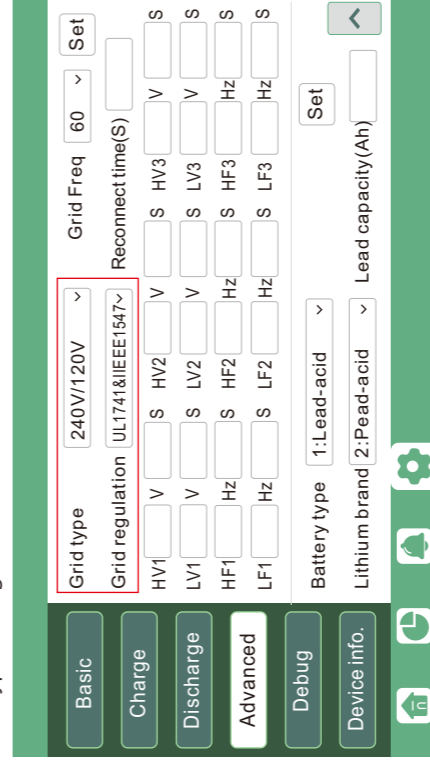 Basic
Charge
Discharge
Advanced
Debug
Device info.
Grid type 240V/120V Grid Freq 60 Set
Grid regulation UL1741&IIEEE1547 Reconnect time(S)
HV1 V S HV2 V S HV3 V S
LV1 V S LV2 V S LV3 V S
HF1 Hz S HF2 Hz S HF3 Hz S
LF1 Hz S LF2 Hz S LF3 Hz S
Battery type 1:Lead-acid Set
Lithium brand 2:Pead-acid Lead capacity(Ah)